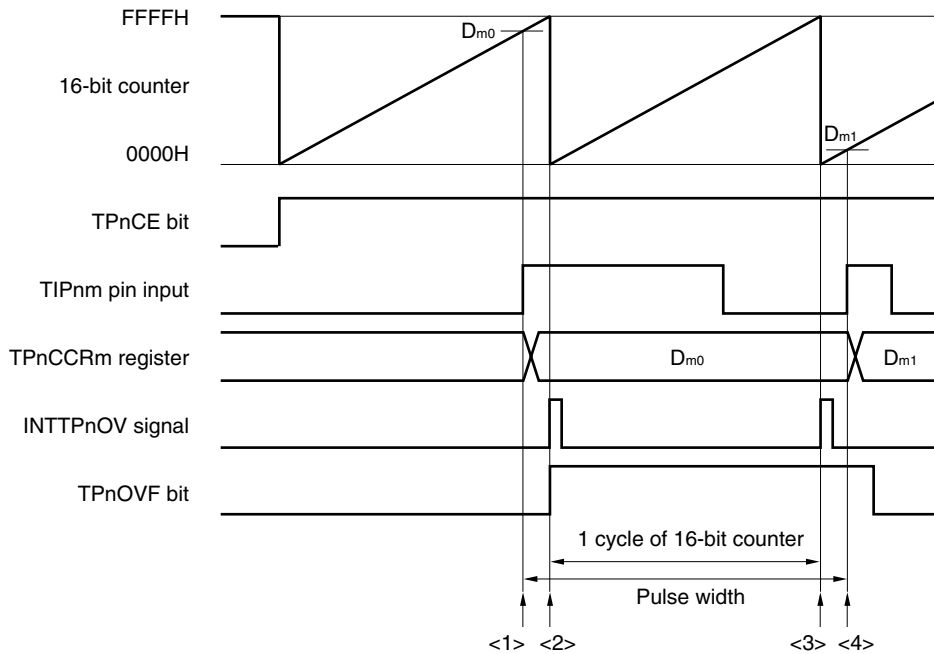 FFFFH
Dm0
16-bit counter
Dm1
0000H
TPnCE bit
TIPnm pin input
TPnCCRm register
Dm0
Dm1
INTTPnOV signal
TPnOVF bit
1 cycle of 16-bit counter
Pulse width
<1> <2> <3> <4>